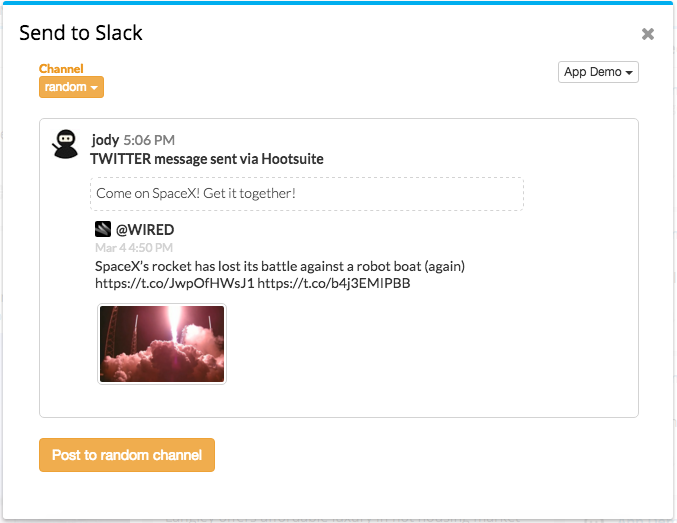 Send to Slack
Channel
random
App Demo
jody 5:06 PM
TWITTER message sent via Hootsuite
Come on SpaceX! Get it together!
@WIRED
Mar 4 4:50 PM
SpaceX's rocket has lost its battle against a robot boat (again)
https://t.co/JwpOfHWsJ1 https://t.co/b4j3EMIPBB
Post to random channel